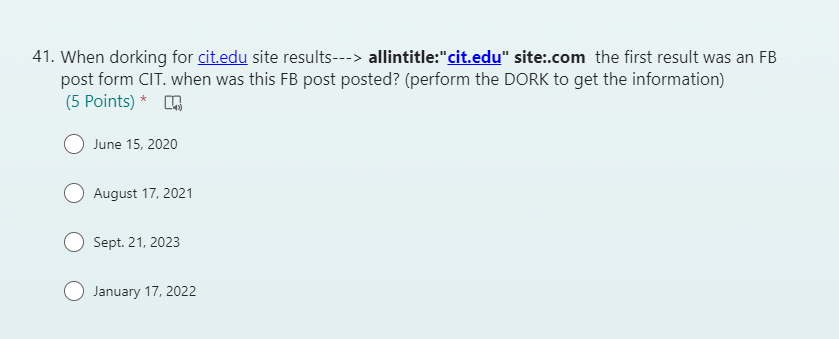 41. When dorking for cit.edu site results---> allintitle:"cit.edu" site:.com the first result was an FB
post form CIT. when was this FB post posted? (perform the DORK to get the information)
(5 Points) *
June 15, 2020
August 17, 2021
Sept. 21, 2023
January 17, 2022